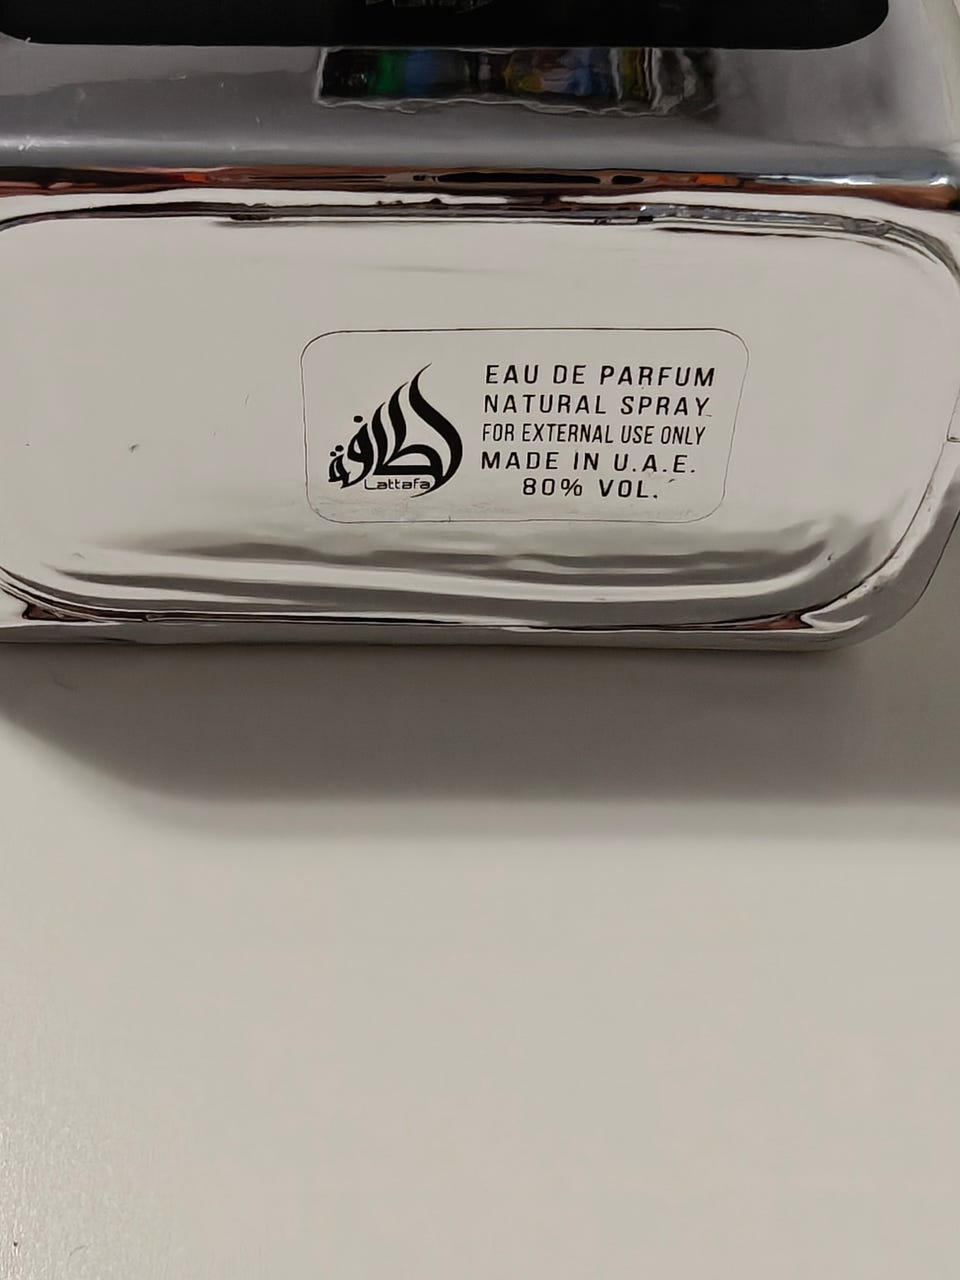 لطافة
Lattafa
EAU DE PARFUM
NATURAL SPRAY
FOR EXTERNAL USE ONLY
MADE IN U.A.E.
80% VOL.